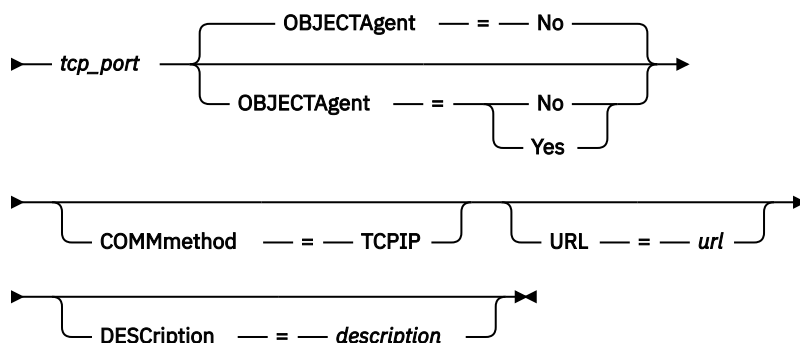 OBJECTAgent = No
tcp_port
OBJECTAgent = No
Yes
COMMmethod = TCPIP URL = url
DESCription = description